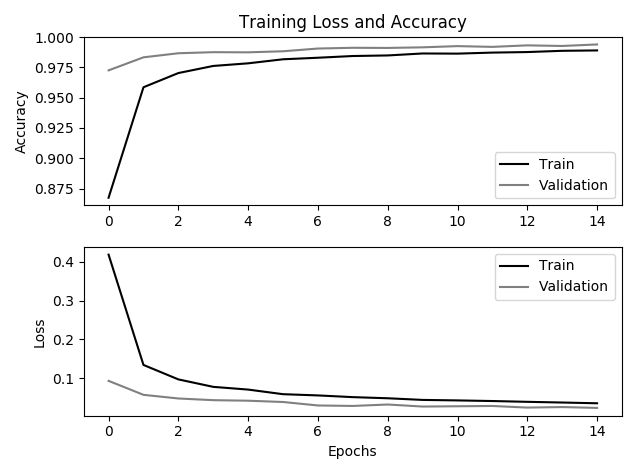 Training Loss and Accuracy
1.000
0.975
0.950
0.925
0.900
0.875
Accuracy
Train
Validation
0 2 4 6 8 10 12 14
0.4
0.3
0.2
0.1
Loss
Train
Validation
0 2 4 6 8 10 12 14
Epochs